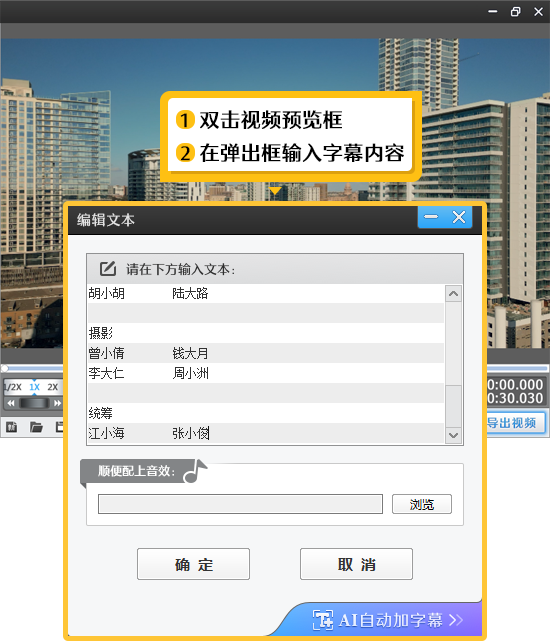 1 双击视频预览框
2 在弹出框输入字幕内容
编辑文本
请在下方输入文本:
胡小胡 陆大路
摄影
曾小倩 钱大月
李大仁 周小洲
统筹
江小海 张小俊
1/2X 1X 2X
0:00.000
0:30.030
导出视频
顺便配上音效:
浏览
确 定 取 消
AI自动加字幕